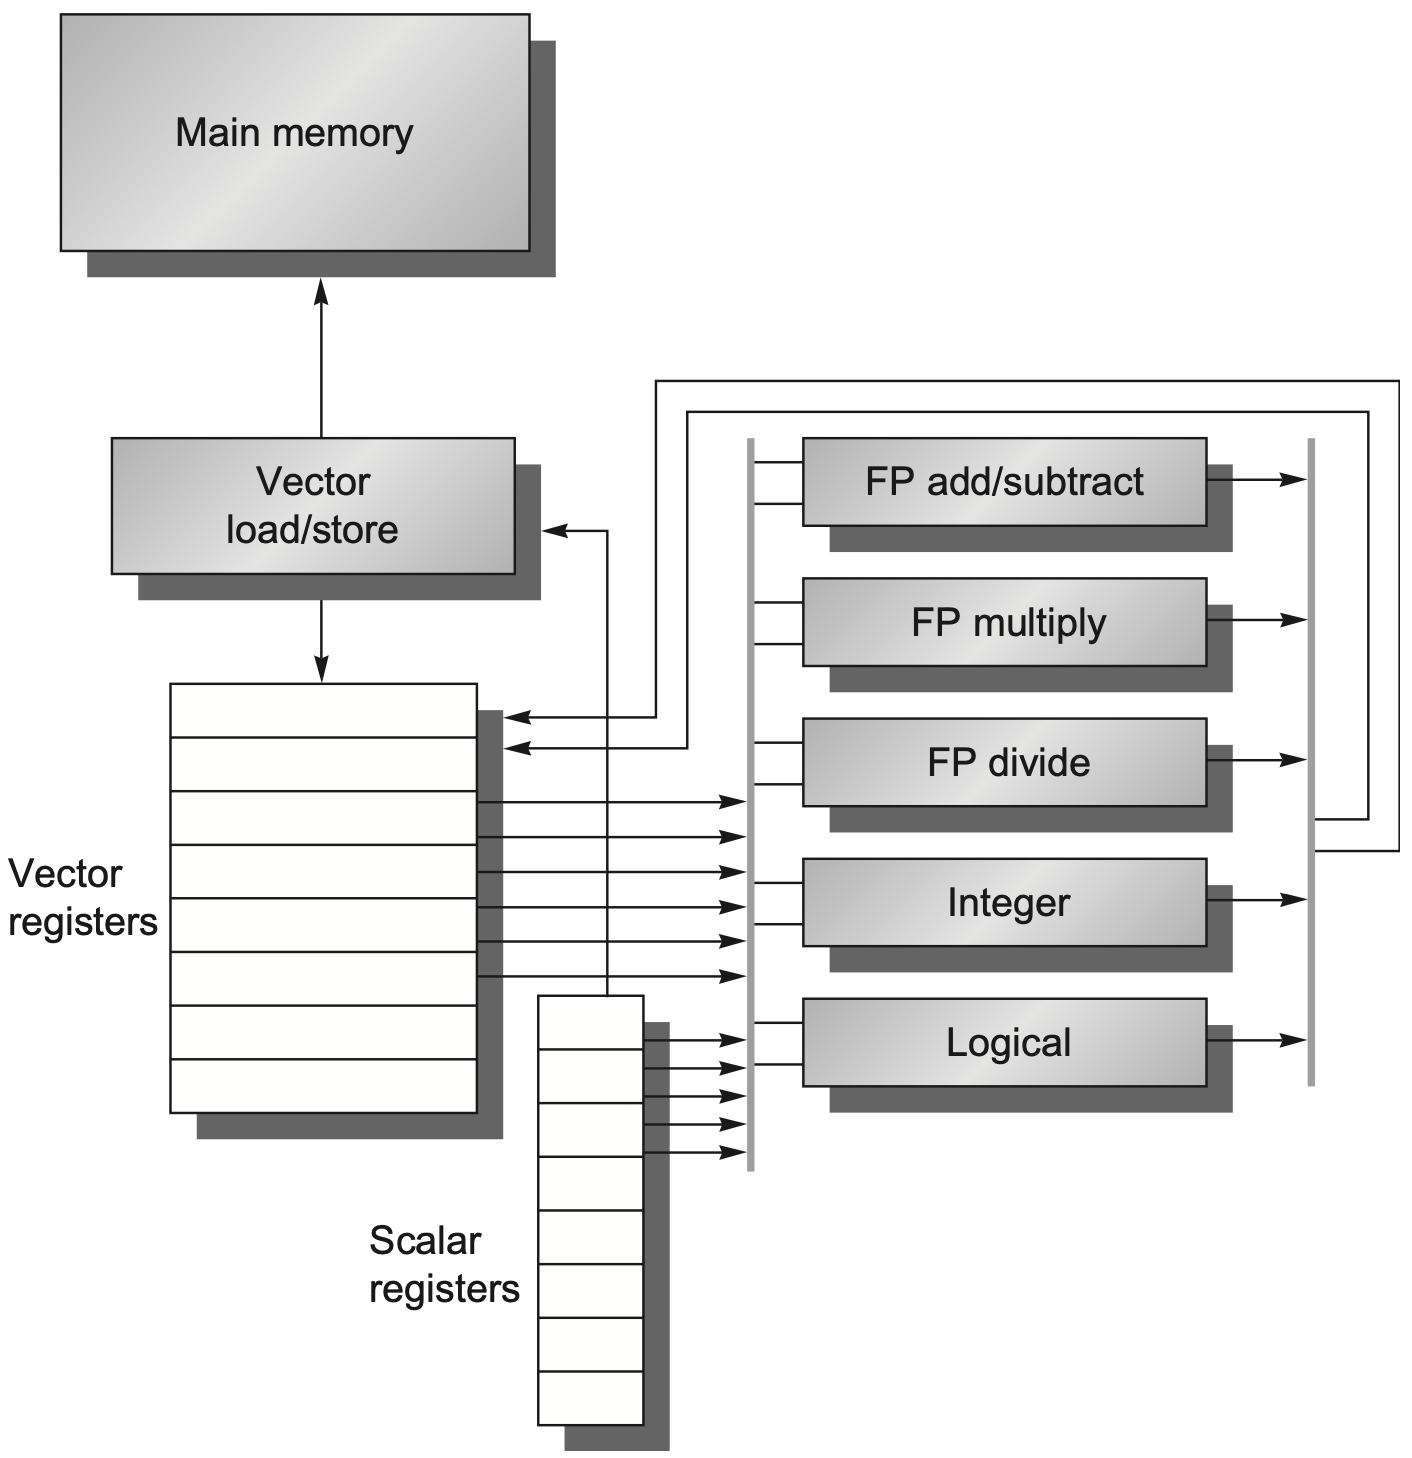 Main memory
Vector
load/store
FP add/subtract
FP multiply
FP divide
Integer
Logical
Vector
registers
Scalar
registers